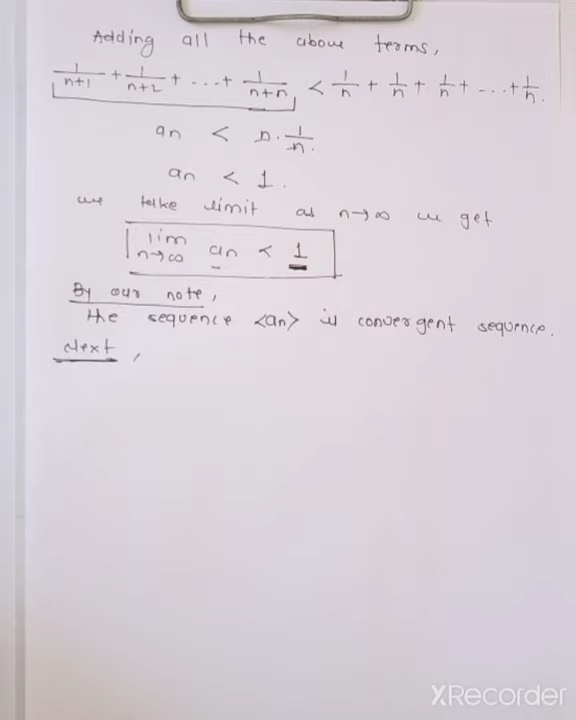 Adding all the above terms,
1/n+1 + 1/n+2 + ... + 1/n+n < 1/n + 1/n + 1/n + ... + 1/n.
an < n. 1/n.
an < 1.
we take limit as n→∞ we get
lim n→∞ an < 1
By our note,
the sequence <an> is convergent sequence.
Next,
XRecorder